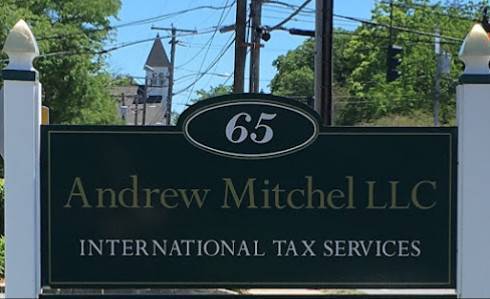 65
Andrew Mitchel LLC
INTERNATIONAL TAX SERVICES